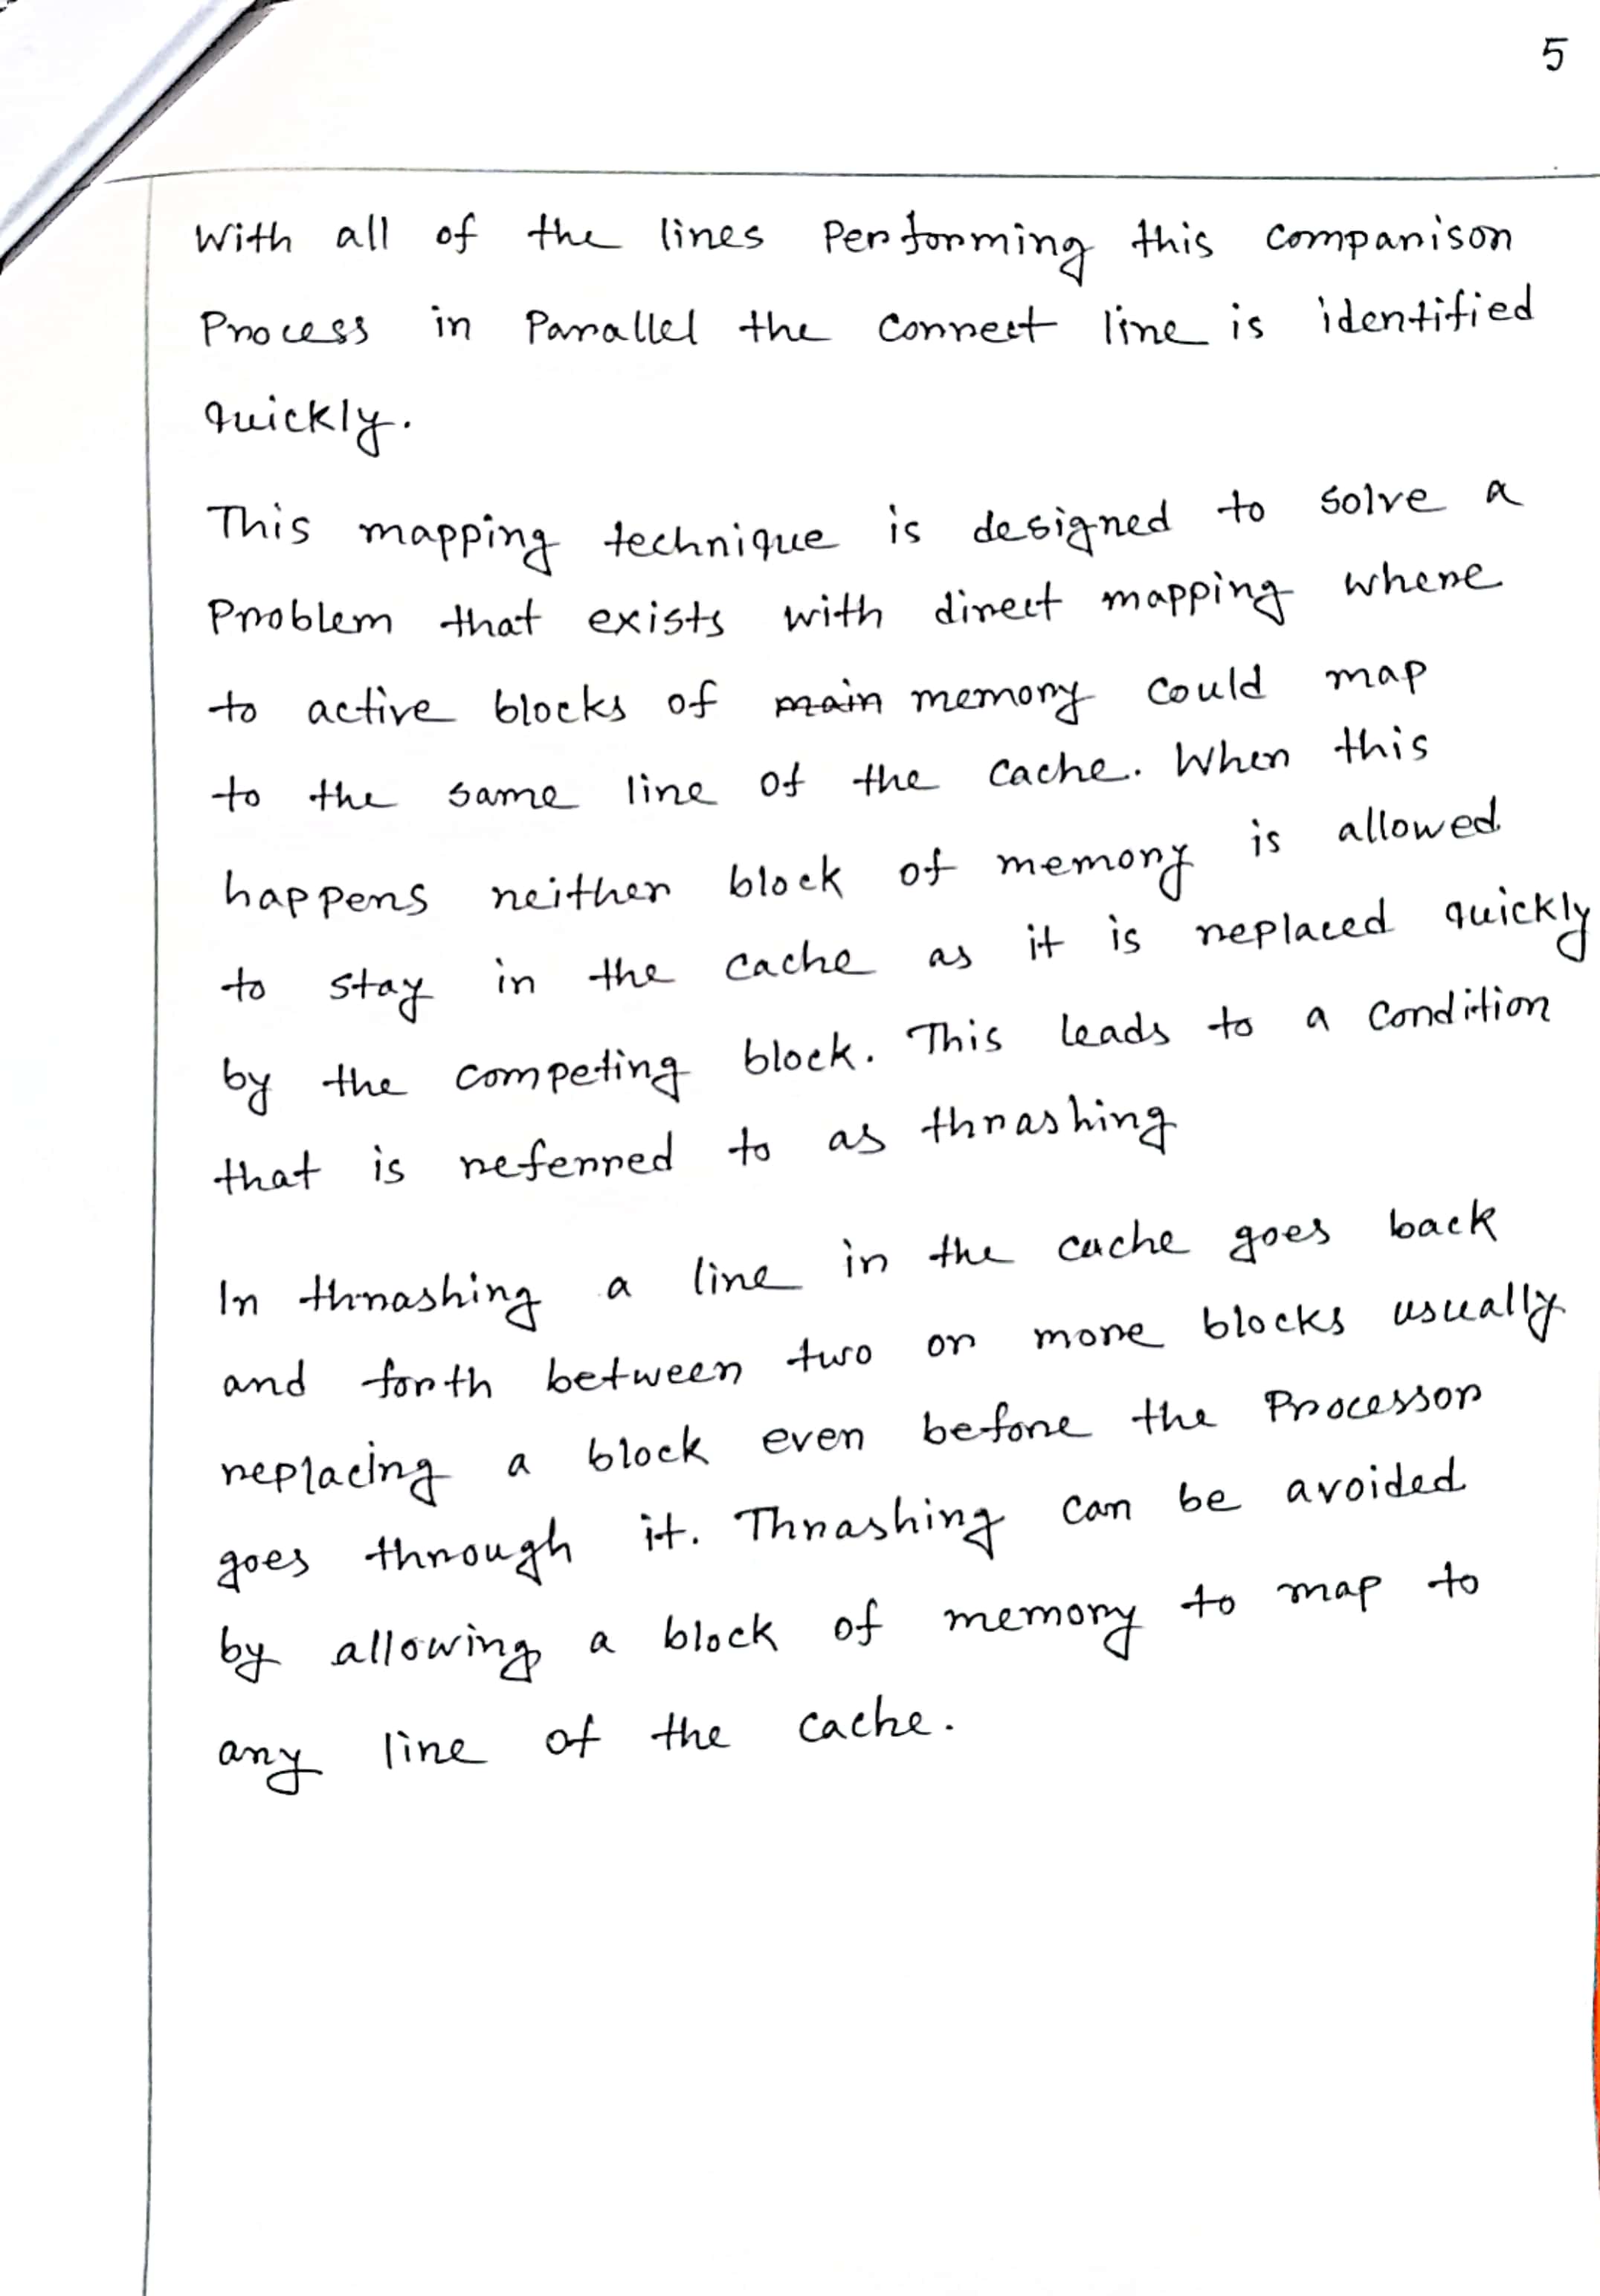 5
With all of the lines Performing this comparison
Process in Parallel the correct line is identified
quickly.
This mapping technique is designed to solve a
Problem that exists with direct mapping where
to active blocks of main memory could map
to the same line of the cache. When this
happens neither block of memory is allowed
to stay in the cache as it is replaced quickly
by the competing block. This leads to a condition
that is referred to as thrashing
In thrashing a line in the cache goes back
and forth between two or more blocks usually
replacing a block even before the Processor
goes through it. Thrashing can be avoided
by allowing a block of memory to map to
any line of the cache.